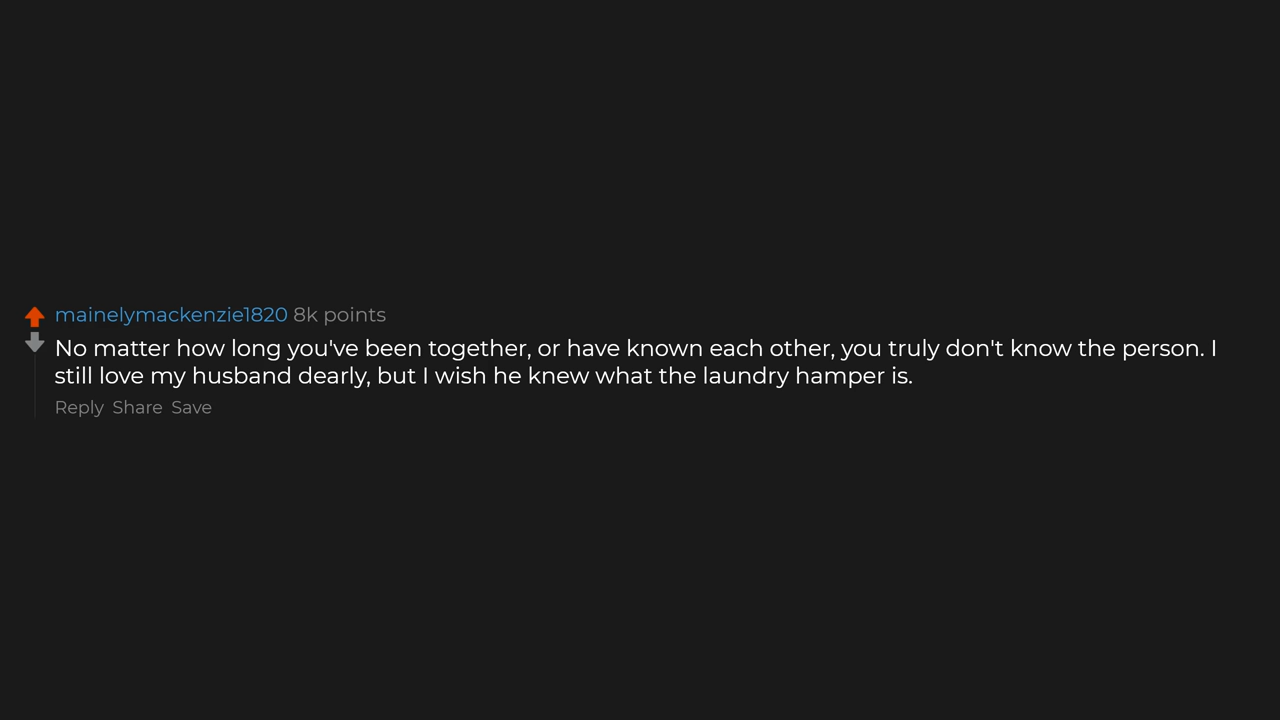 mainelymackenzie1820 8k points
No matter how long you've been together, or have known each other, you truly don't know the person. I
still love my husband dearly, but I wish he knew what the laundry hamper is.
Reply Share Save